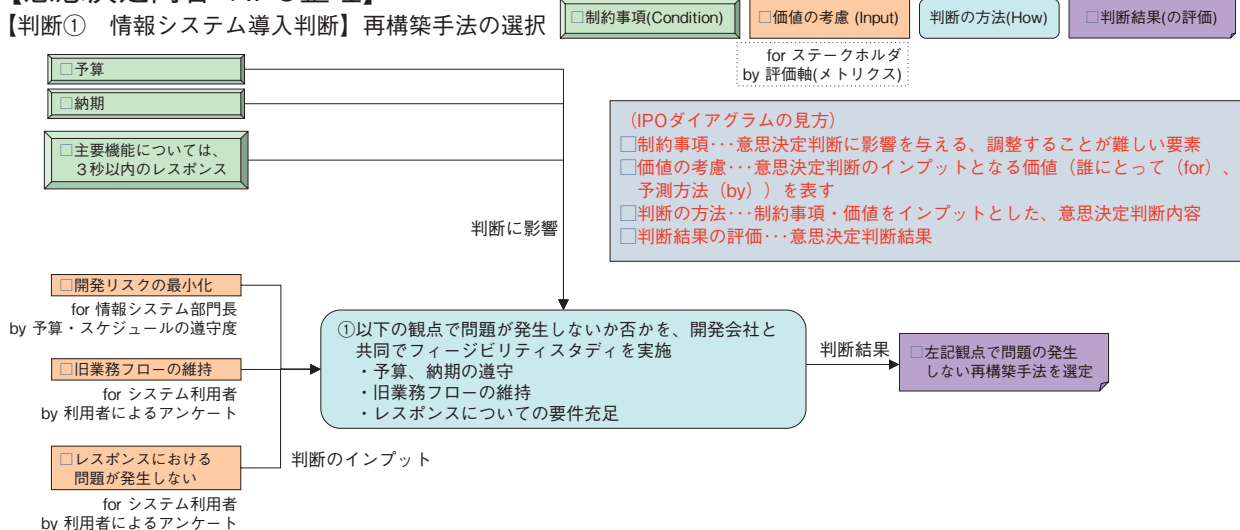 【判断① 情報システム導入判断】再構築手法の選択
□制約事項(Condition)
□価値の考慮 (Input)
判断の方法(How)
□判断結果(の評価)
for ステークホルダ
by 評価軸(メトリクス)
□予算
□納期
□主要機能については、
3秒以内のレスポンス
(IPOダイアグラムの見方)
□制約事項･･･意思決定判断に影響を与える、調整することが難しい要素
□価値の考慮･･･意思決定判断のインプットとなる価値(誰にとって(for)、
予測方法(by))を表す
□判断の方法･･･制約事項・価値をインプットとした、意思決定判断内容
□判断結果の評価･･･意思決定判断結果
判断に影響
□開発リスクの最小化
for 情報システム部門長
by 予算・スケジュールの遵守度
□旧業務フローの維持
for システム利用者
by 利用者によるアンケート
□レスポンスにおける
問題が発生しない
for システム利用者
by 利用者によるアンケート
判断のインプット
①以下の観点で問題が発生しないか否かを、開発会社と
共同でフィージビリティスタディを実施
・予算、納期の遵守
・旧業務フローの維持
・レスポンスについての要件充足
判断結果
□左記観点で問題の発生
しない再構築手法を選定